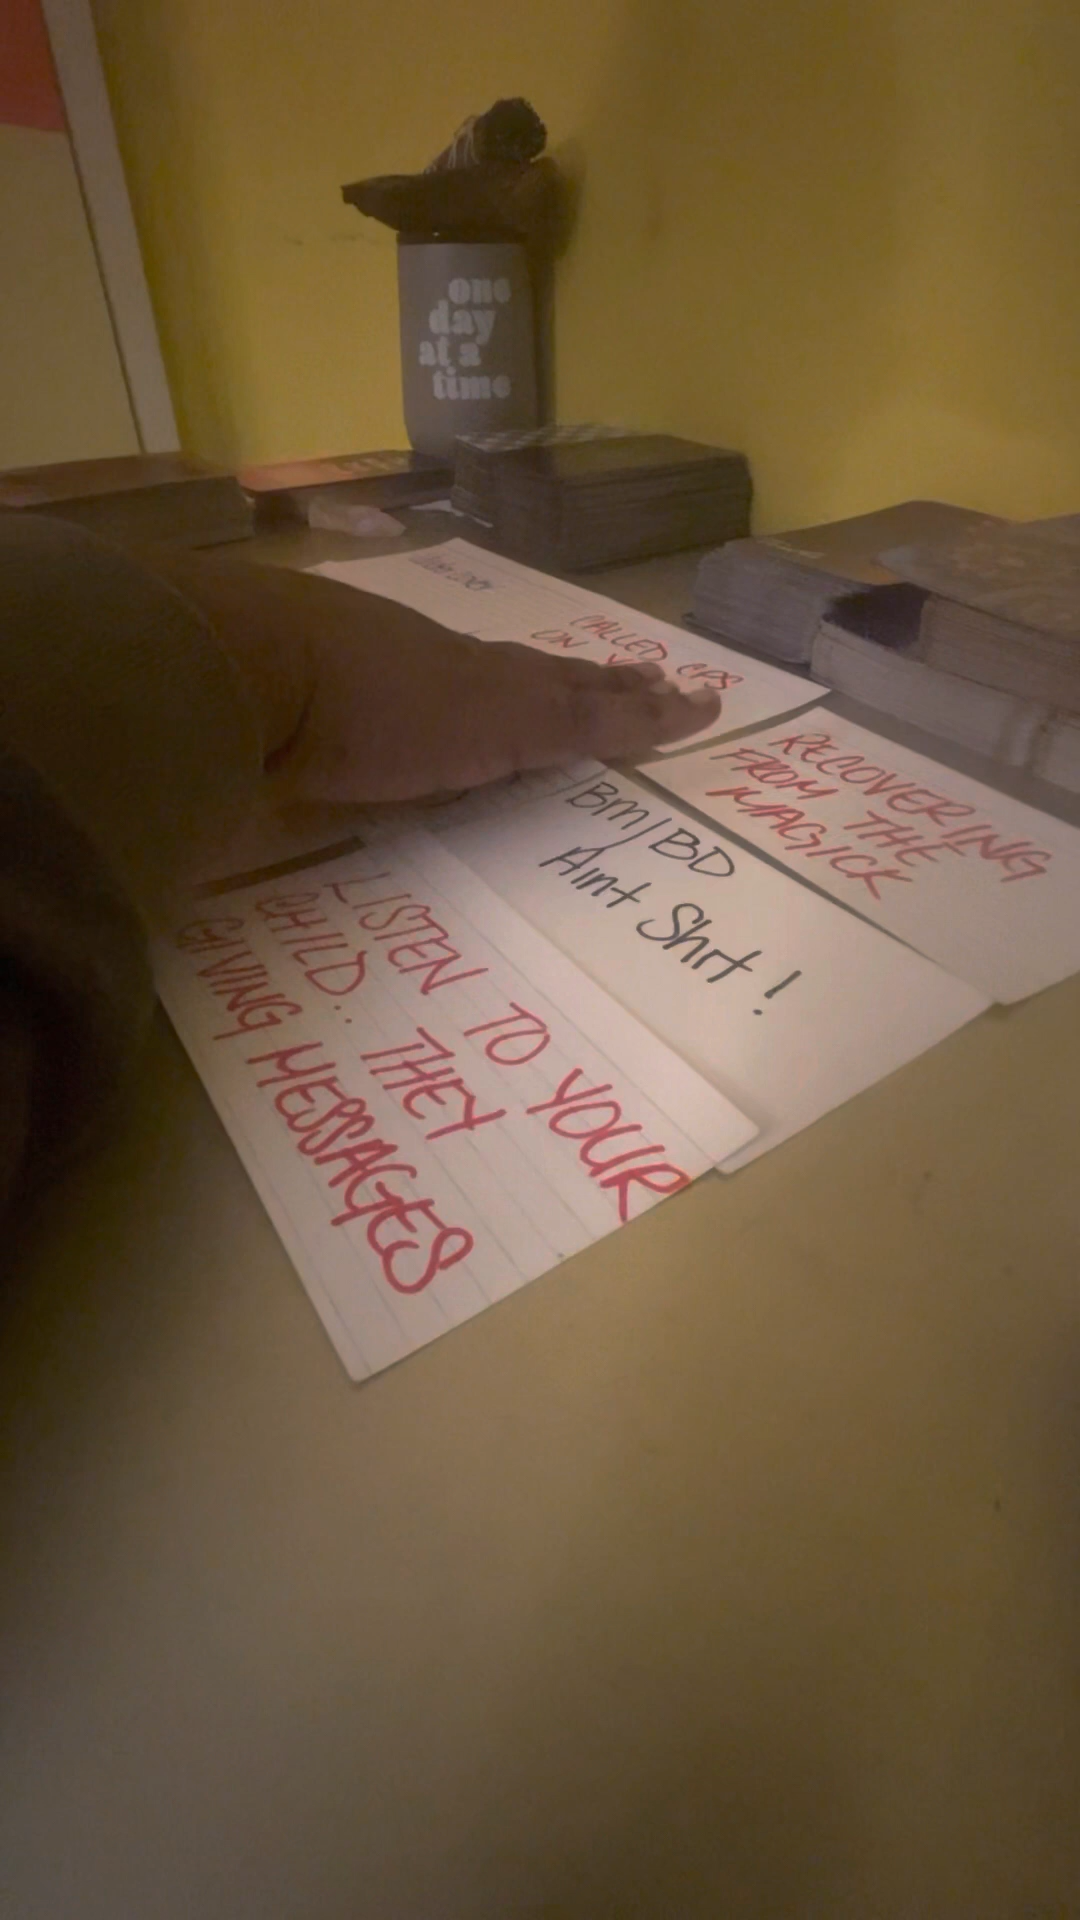 one
day
at a
time
CALLED CPS
ON
RECOVERING
FROM THE
MAGICK
BM/BD
Aint Shit!
LISTEN TO YOUR
CHILD.. THEY
GIVING MESSAGES